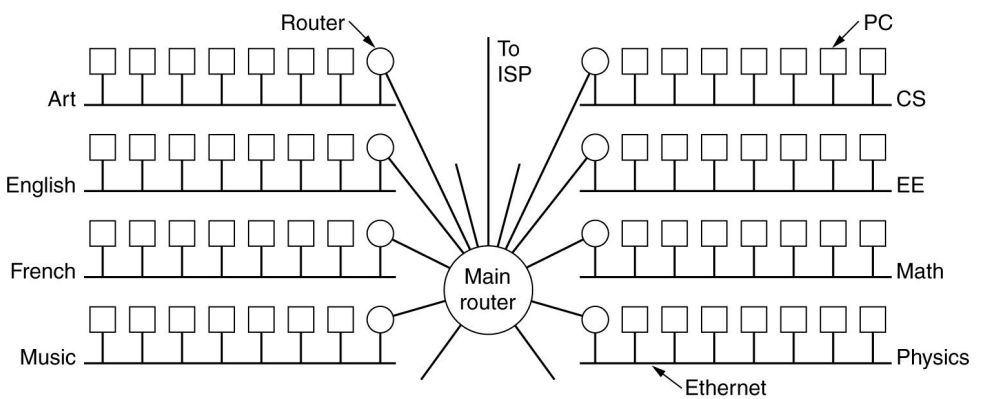 Router
PC
To
ISP
Art
CS
English
EE
French
Math
Main
router
Music
Physics
Ethernet